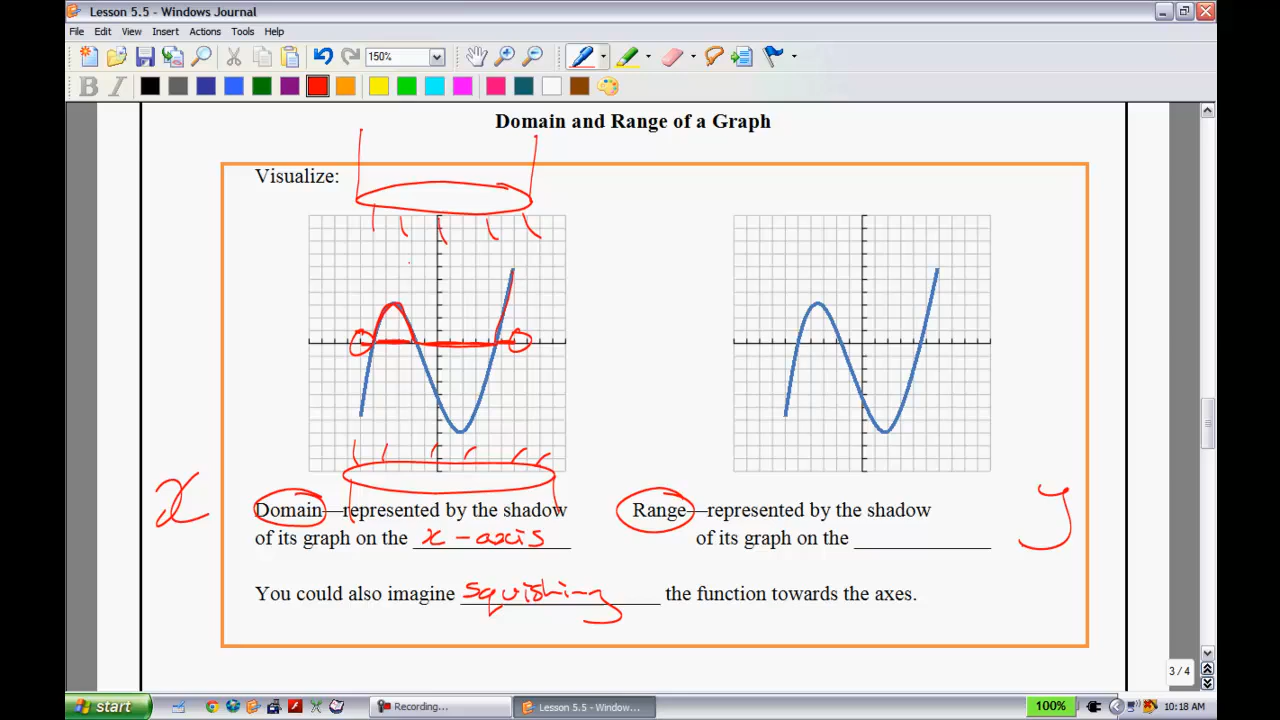 Lesson 5.5 - Windows Journal
File Edit View Insert Actions Tools Help
150%
B I
Domain and Range of a Graph
Visualize:
x
Domain—represented by the shadow
of its graph on the x-axis
Range—represented by the shadow
of its graph on the
y
You could also imagine squishing the function towards the axes.
3/4
start
Recording...
Lesson 5.5 - Window...
100%
10:18 AM